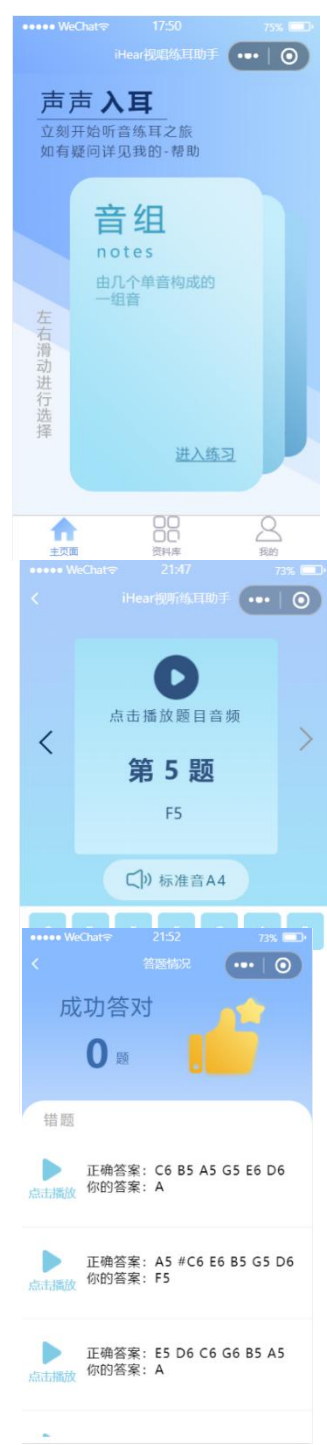 WeChat 17:50 75%
iHear视唱练耳助手
声声入耳
立刻开始听音练耳之旅
如有疑问详见我的-帮助
音组
notes
由几个单音构成的
一组音
左右滑动进行选择
进入练习
主页面 资料库 我的
WeChat 21:47 73%
iHear视听练耳助手
点击播放题目音频
第 5 题
F5
标准音A4
WeChat 21:52 73%
答题情况
成功答对
0 题
错题
正确答案: C6 B5 A5 G5 E6 D6
点击播放 你的答案: A
正确答案: A5 #C6 E6 B5 G5 D6
点击播放 你的答案: F5
正确答案: E5 D6 C6 G6 B5 A5
点击播放 你的答案: A